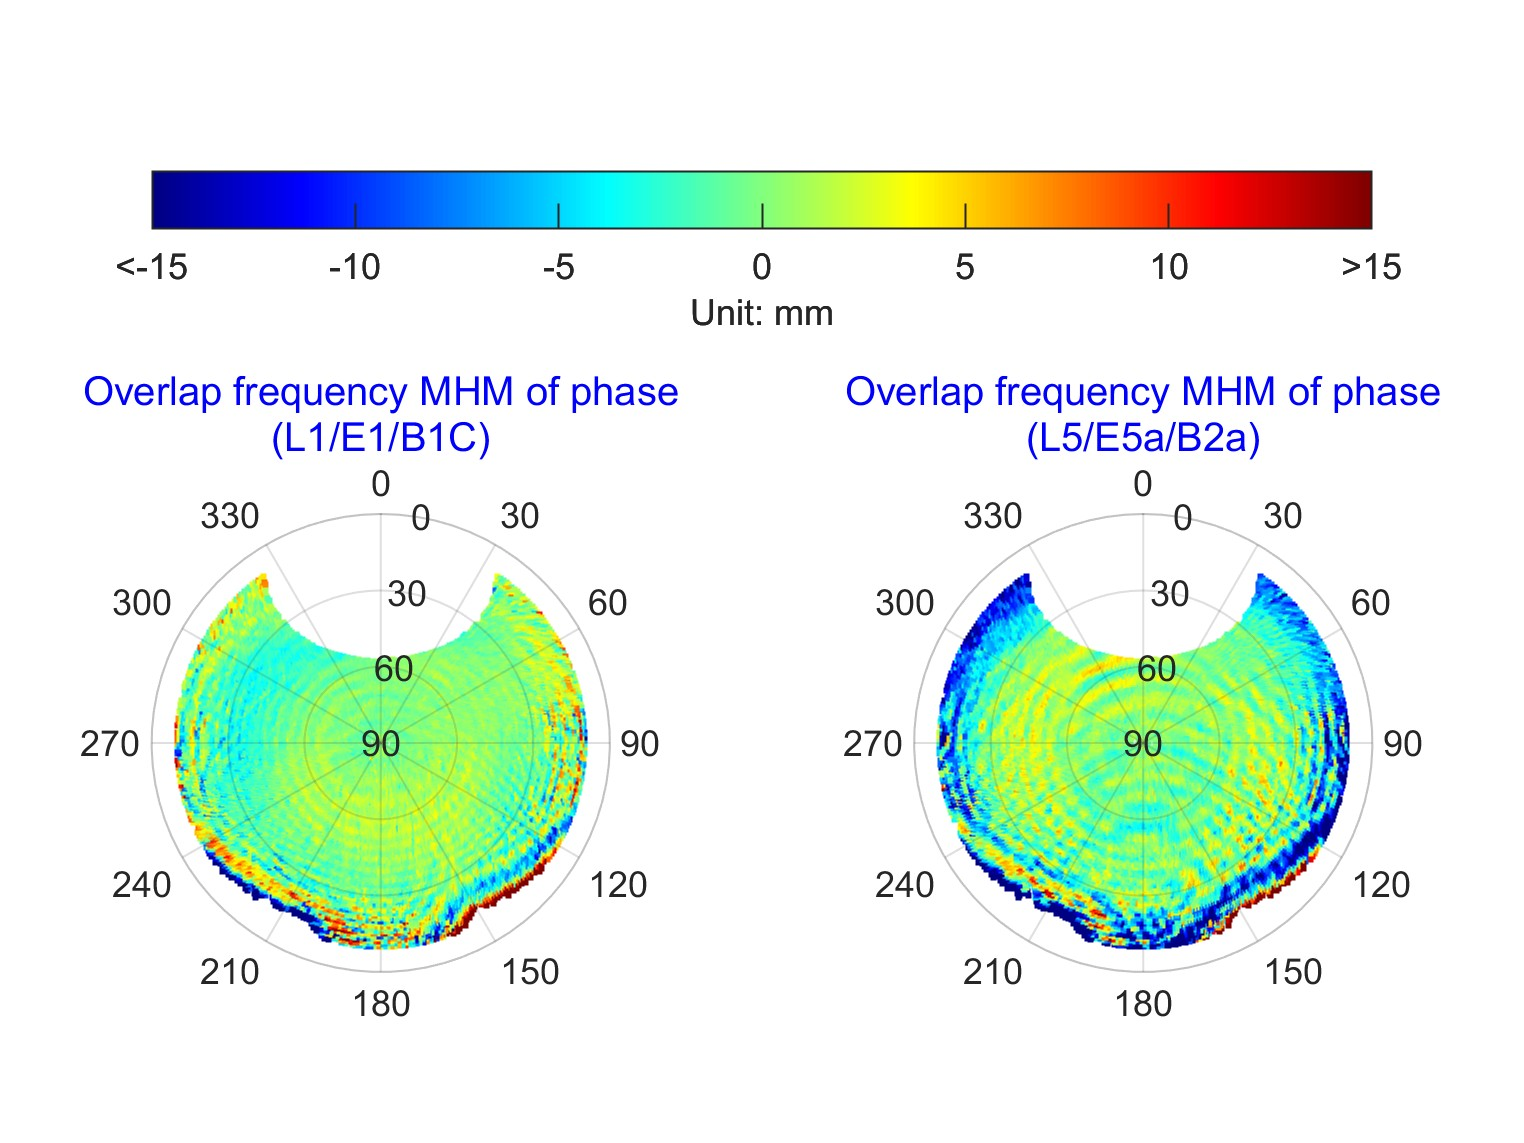 <-15 -10 -5 0 5 10 >15
Unit: mm
Overlap frequency MHM of phase
(L1/E1/B1C)
0
330 0 30
300 30 60
60
270 90 90
240 120
210 150
180
Overlap frequency MHM of phase
(L5/E5a/B2a)
0
330 0 30
300 30 60
60
270 90 90
240 120
210 150
180